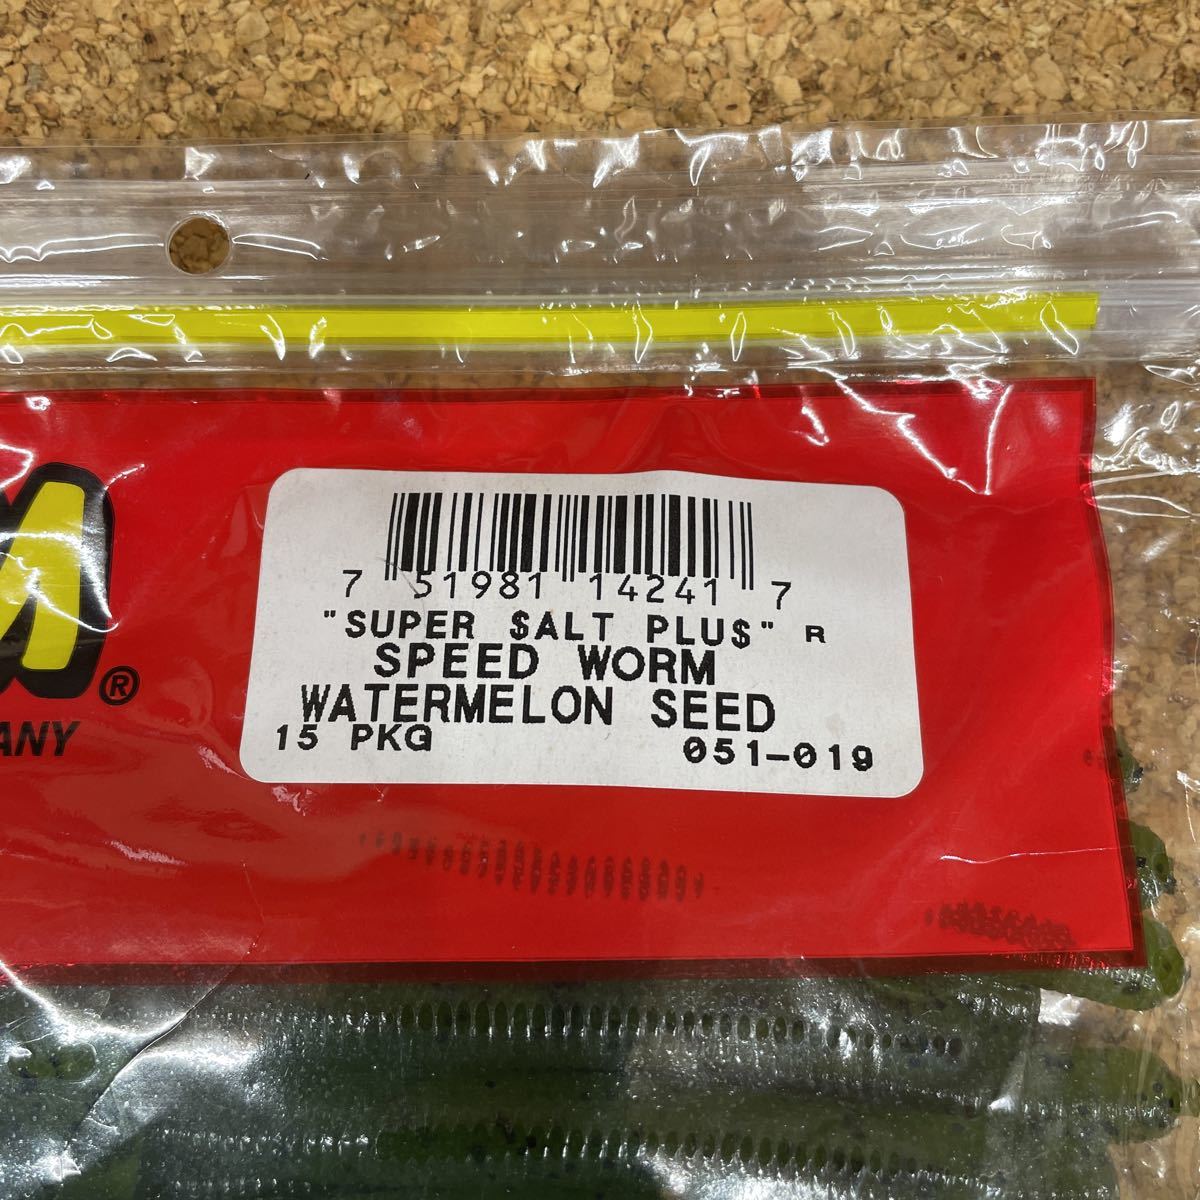 m®
ANY
7 51981 14241 7
"SUPER $ALT PLU$" R
SPEED WORM
WATERMELON SEED
15 PKG 051-019